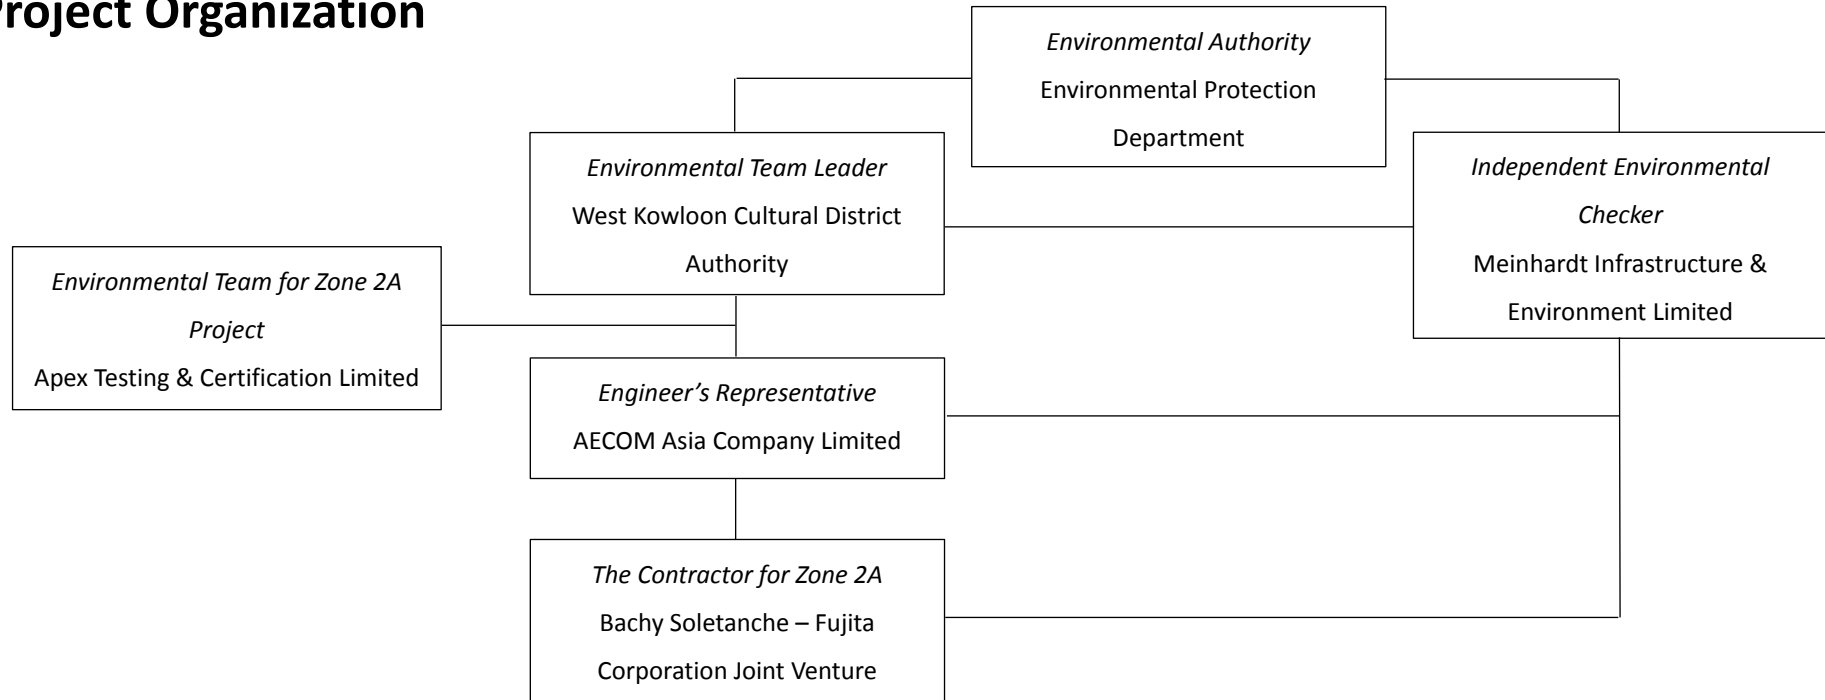 Project Organization
Environmental Authority
Environmental Protection
Department
Environmental Team Leader
West Kowloon Cultural District
Authority
Independent Environmental
Checker
Meinhardt Infrastructure &
Environment Limited
Environmental Team for Zone 2A
Project
Apex Testing & Certification Limited
Engineer’s Representative
AECOM Asia Company Limited
The Contractor for Zone 2A
Bachy Soletanche – Fujita
Corporation Joint Venture